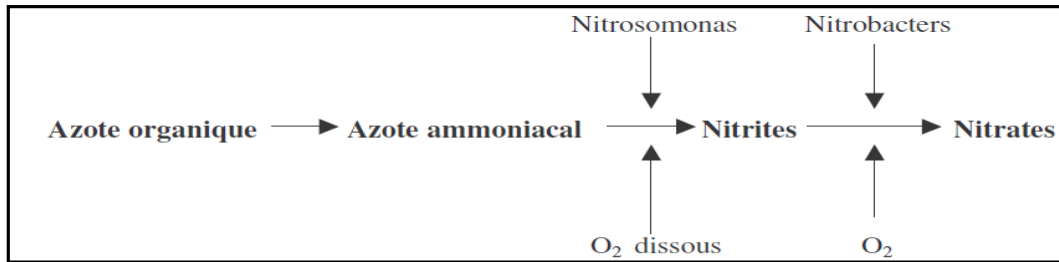 Nitrosomonas Nitrobacters
Azote organique Azote ammoniacal Nitrites Nitrates
O₂ dissous O₂